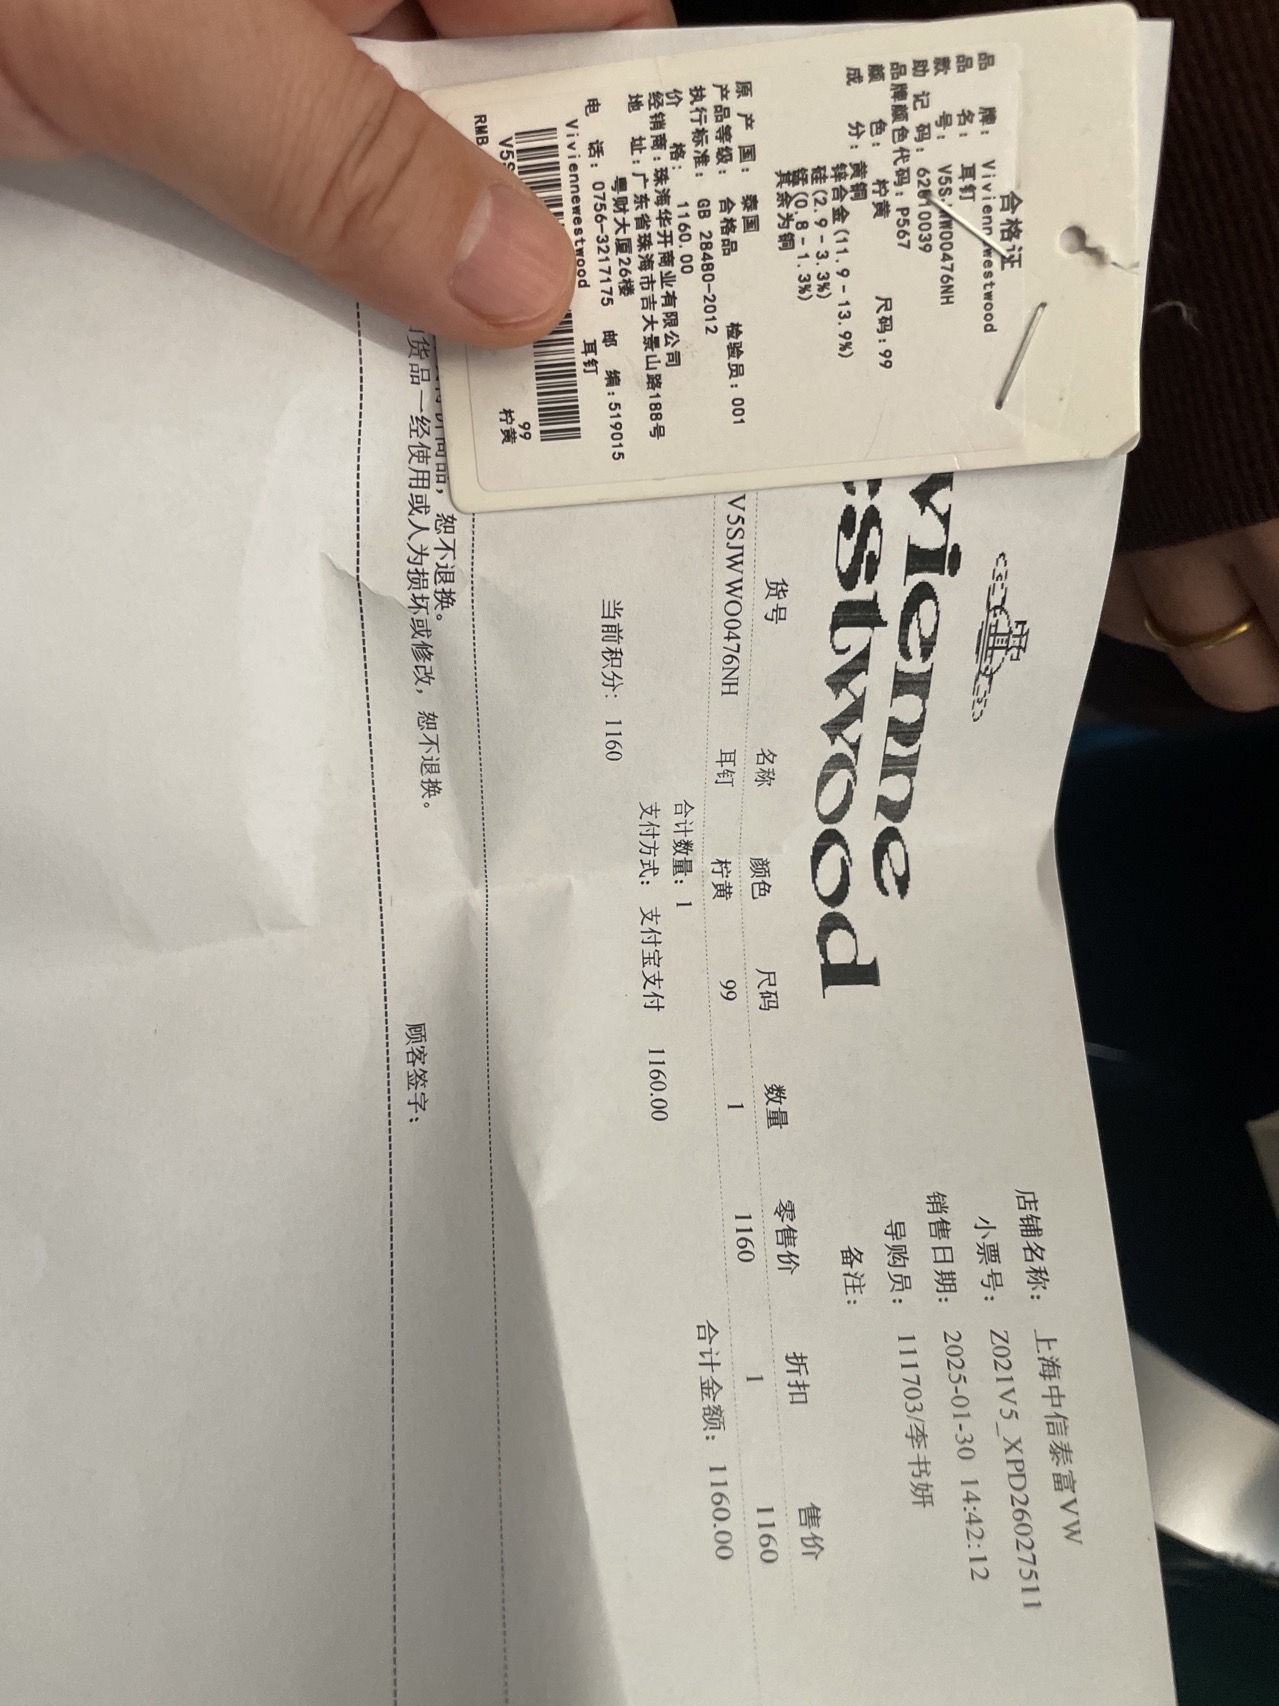 合格证
品 牌: Viviennewestwood
品 名: 耳钉
款 号: V5SJWWO0476NH
助 记 码: 62610039
品牌颜色代码: P567
颜 色: 柠黄 尺码: 99
成 分: 黄铜
锌合金(11.9-13.9%)
硅(2.9-3.3%)
锰(0.8-1.3%)
其余为铜
原 产 国: 泰国
产品等级: 合格品 检验员: 001
执行标准: GB 28480-2012
价 格: 1160.00
经销商: 珠海华开商业有限公司
地 址: 广东省珠海市吉大景山路188号
粤财大厦26楼
电 话: 0756-3217175 邮 编: 519015
Viviennewestwood 耳钉
99
柠黄
RMB
vienne
stwood
店铺名称: 上海中信泰富VW
小票号: Z021V5_XPD26027511
销售日期: 2025-01-30 14:42:12
导购员: 111703/李书妍
备注:
货号 名称 颜色 尺码 数量 零售价 折扣 售价
V5SJWWO0476NH 耳钉 柠黄 99 1 1160 1 1160
合计数量: 1 合计金额: 1160.00
支付方式: 支付宝支付 1160.00
当前积分: 1160
商品，恕不退换。
货品一经使用或人为损坏或修改，恕不退换。
顾客签字: